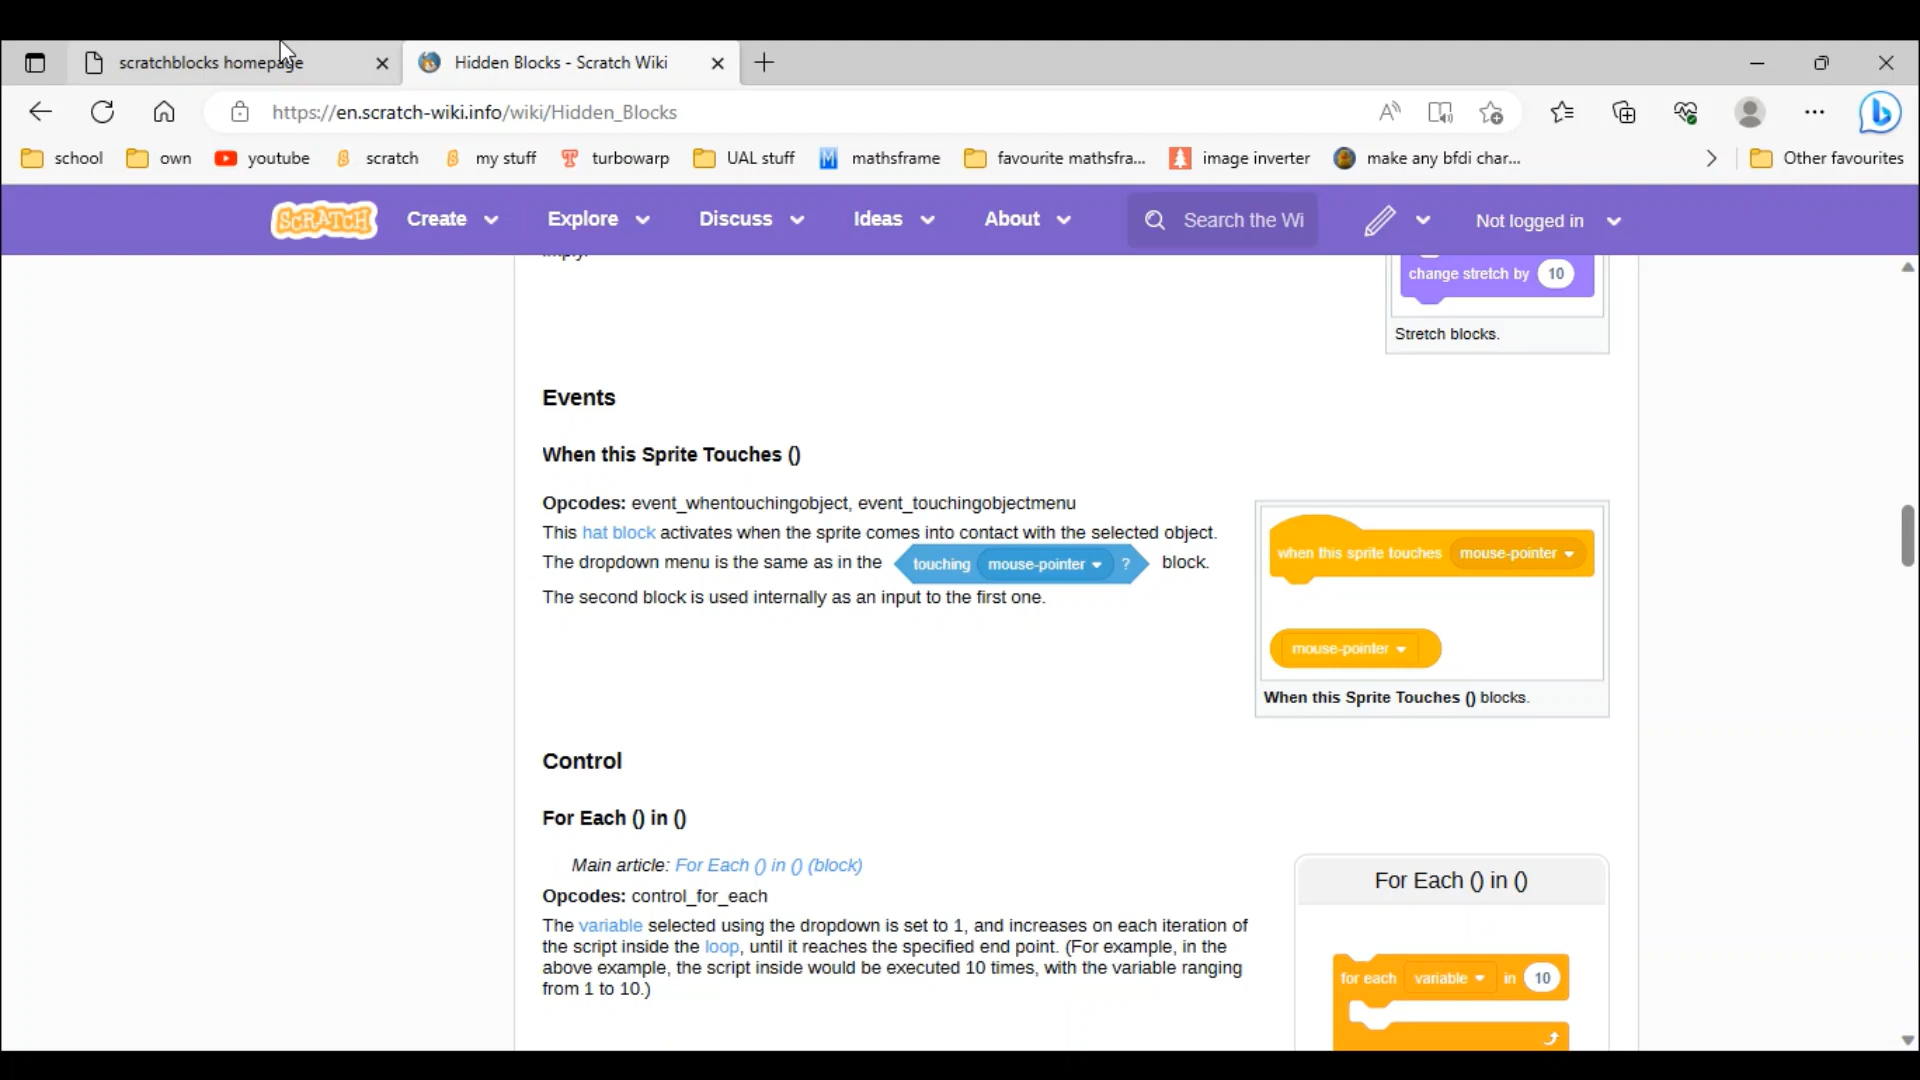 scratchblocks homepage
Hidden Blocks - Scratch Wiki
https://en.scratch-wiki.info/wiki/Hidden_Blocks
school own youtube scratch my stuff turbowarp UAL stuff mathsframe favourite mathsfra... image inverter make any bfdi char... Other favourites
SCRATCH Create Explore Discuss Ideas About Search the Wi Not logged in
imply.
change stretch by 10
Stretch blocks.
Events
When this Sprite Touches ()
Opcodes: event_whentouchingobject, event_touchingobjectmenu
This hat block activates when the sprite comes into contact with the selected object.
The dropdown menu is the same as in the touching mouse-pointer ? block.
The second block is used internally as an input to the first one.
when this sprite touches mouse-pointer
mouse-pointer
When this Sprite Touches () blocks.
Control
For Each () in ()
Main article: For Each () in () (block)
Opcodes: control_for_each
The variable selected using the dropdown is set to 1, and increases on each iteration of
the script inside the loop, until it reaches the specified end point. (For example, in the
above example, the script inside would be executed 10 times, with the variable ranging
from 1 to 10.)
For Each () in ()
for each variable in 10